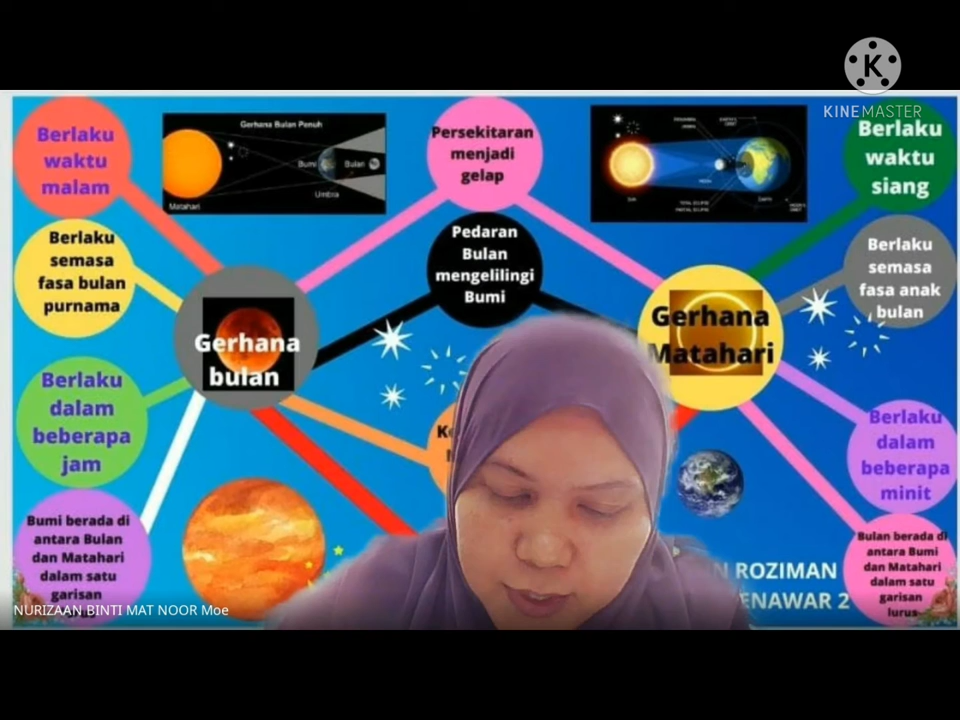 K
KINEMASTER
Berlaku
waktu
malam
Gerhana Bulan Penuh
Bumi
Bulan
Umbra
Matahari
Persekitaran
menjadi
gelap
Berlaku
waktu
siang
Berlaku
semasa
fasa bulan
purnama
Pedaran
Bulan
mengelilingi
Bumi
Berlaku
semasa
fasa anak
bulan
Gerhana
bulan
Gerhana
Matahari
Berlaku
dalam
beberapa
jam
Berlaku
dalam
beberapa
minit
Bumi berada di
antara Bulan
dan Matahari
dalam satu
garisan
Bulan berada di
antara Bumi
dan Matahari
dalam satu
garisan
lurus
ROZIMAN
ENAWAR 2
NURIZAAN BINTI MAT NOOR Moe